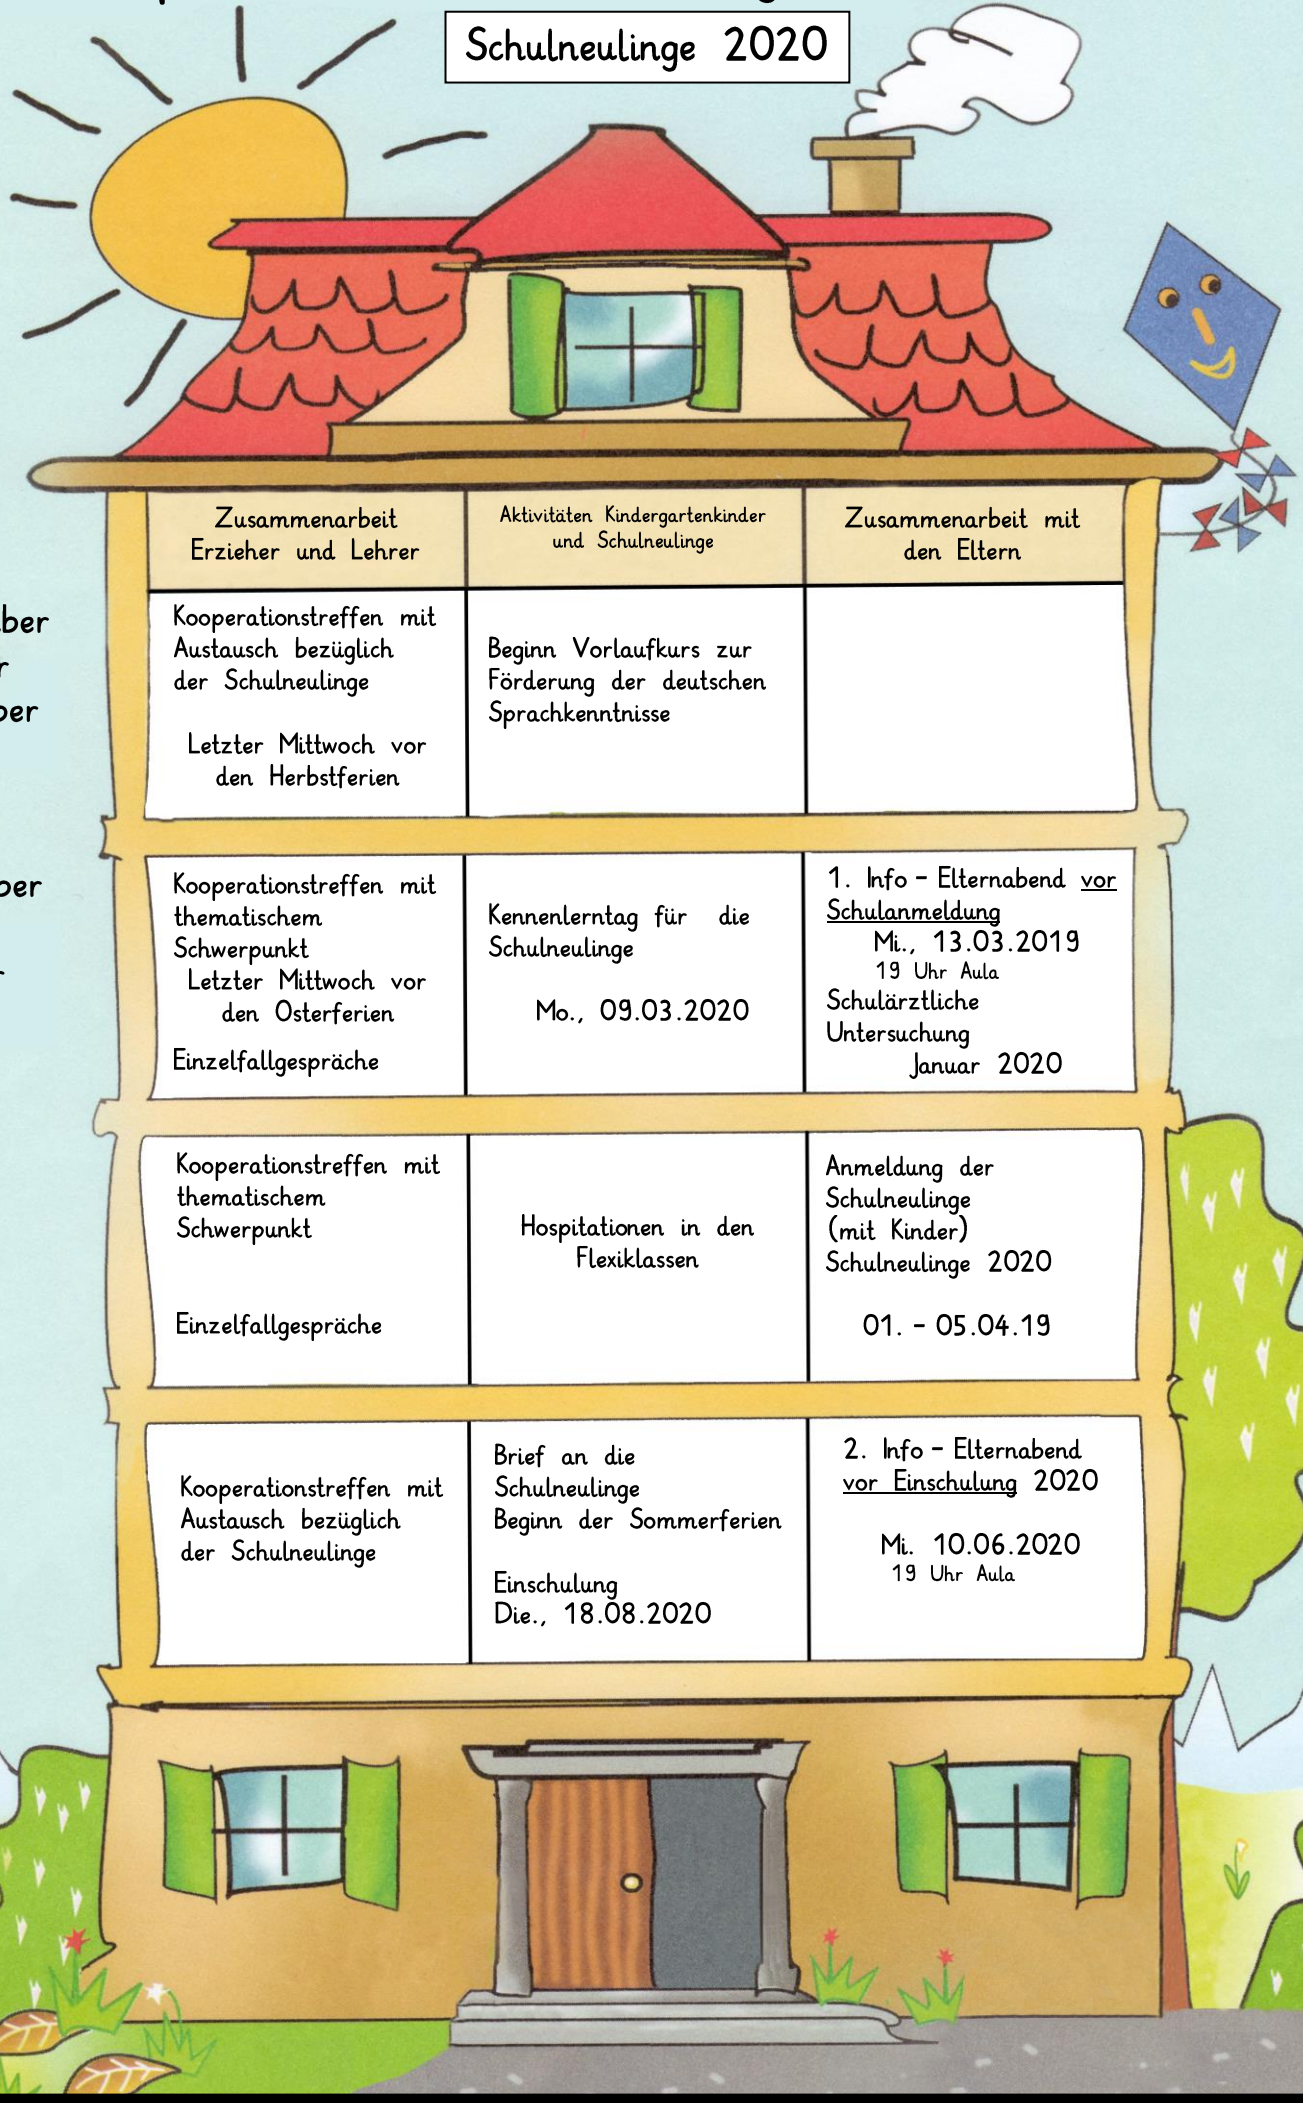 Schulneulinge 2020
Zusammenarbeit
Erzieher und Lehrer
Aktivitäten Kindergartenkinder
und Schulneulinge
Zusammenarbeit mit
den Eltern
Kooperationstreffen mit
Austausch bezüglich
der Schulneulinge
Letzter Mittwoch vor
den Herbstferien
Beginn Vorlaufkurs zur
Förderung der deutschen
Sprachkenntnisse
Kooperationstreffen mit
thematischem
Schwerpunkt
Letzter Mittwoch vor
den Osterferien
Einzelfallgespräche
Kennenlerntag für die
Schulneulinge
Mo., 09.03.2020
1. Info - Elternabend vor
Schulanmeldung
Mi., 13.03.2019
19 Uhr Aula
Schulärztliche
Untersuchung
Januar 2020
Kooperationstreffen mit
thematischem
Schwerpunkt
Einzelfallgespräche
Hospitationen in den
Flexiklassen
Anmeldung der
Schulneulinge
(mit Kinder)
Schulneulinge 2020
01. - 05.04.19
Kooperationstreffen mit
Austausch bezüglich
der Schulneulinge
Brief an die
Schulneulinge
Beginn der Sommerferien
Einschulung
Die., 18.08.2020
2. Info - Elternabend
vor Einschulung 2020
Mi. 10.06.2020
19 Uhr Aula